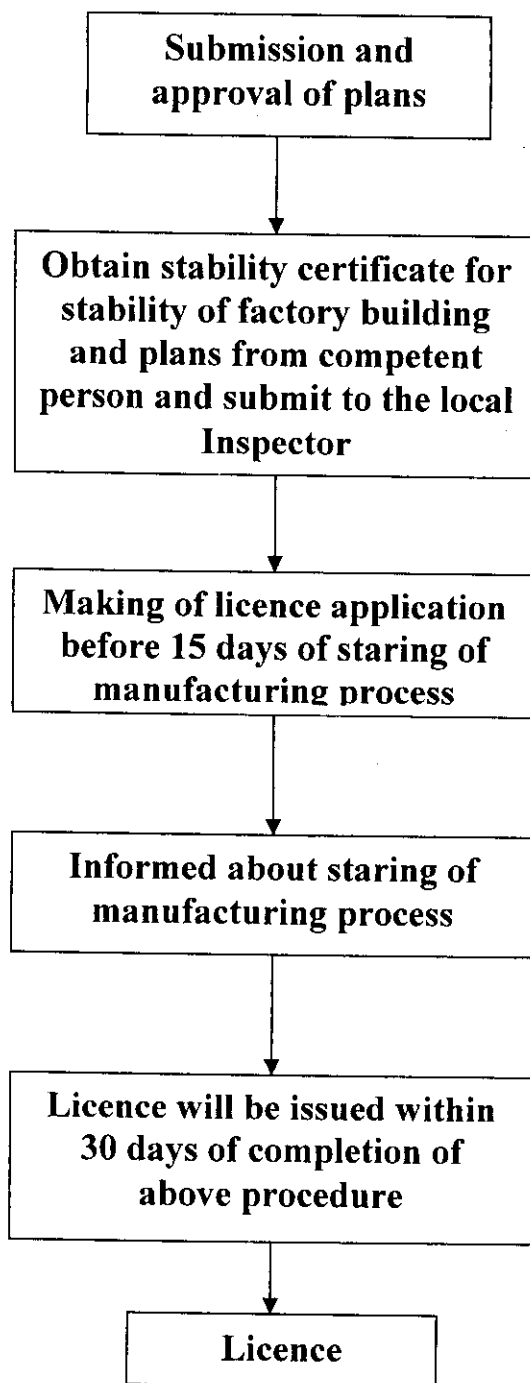 Submission and
approval of plans
Obtain stability certificate for
stability of factory building
and plans from competent
person and submit to the local
Inspector
Making of licence application
before 15 days of staring of
manufacturing process
Informed about staring of
manufacturing process
Licence will be issued within
30 days of completion of
above procedure
Licence